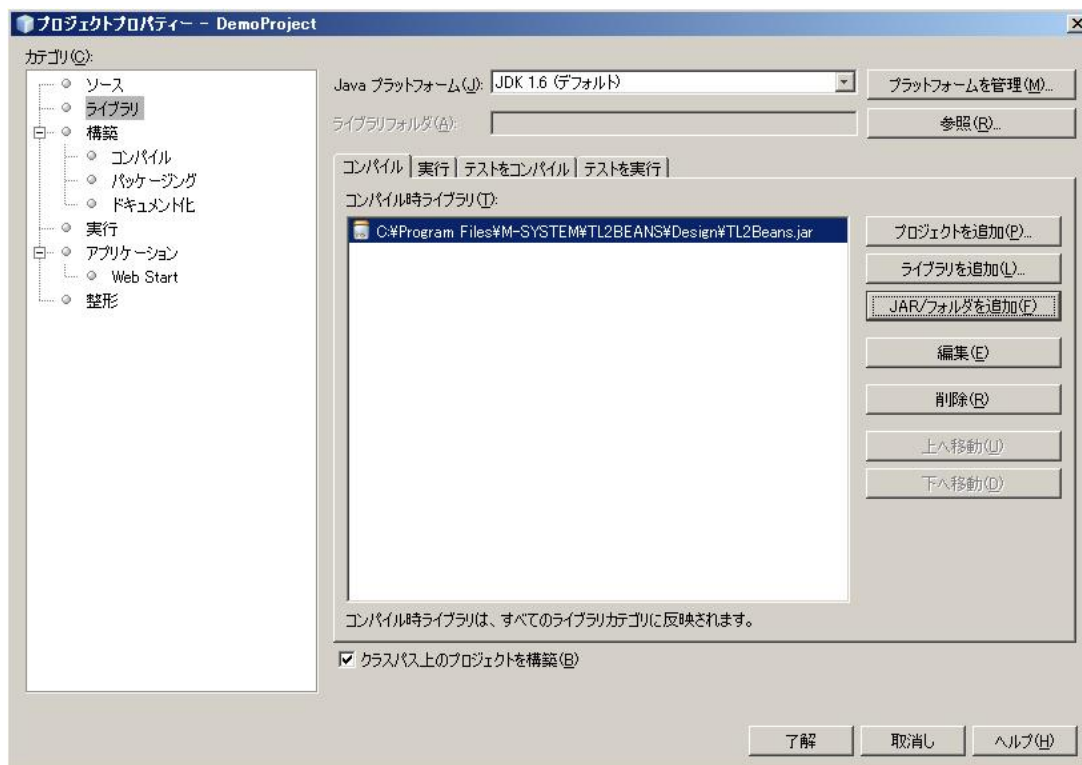 プロジェクトプロパティー - DemoProject
カテゴリ(C):
ソース
ライブラリ
構築
コンパイル
パッケージング
ドキュメント化
実行
アプリケーション
Web Start
整形
Java プラットフォーム(J):
JDK 1.6 (デフォルト)
プラットフォームを管理(M)...
ライブラリフォルダ(A):
参照(R)...
コンパイル 実行 テストをコンパイル テストを実行
コンパイル時ライブラリ(T):
C:¥Program Files¥M-SYSTEM¥TL2BEANS¥Design¥TL2Beans.jar
プロジェクトを追加(P)...
ライブラリを追加(L)...
JAR/フォルダを追加(F)
編集(E)
削除(R)
上へ移動(U)
下へ移動(D)
コンパイル時ライブラリは、すべてのライブラリカテゴリに反映されます。
クラスパス上のプロジェクトを構築(B)
了解
取消し
ヘルプ(H)